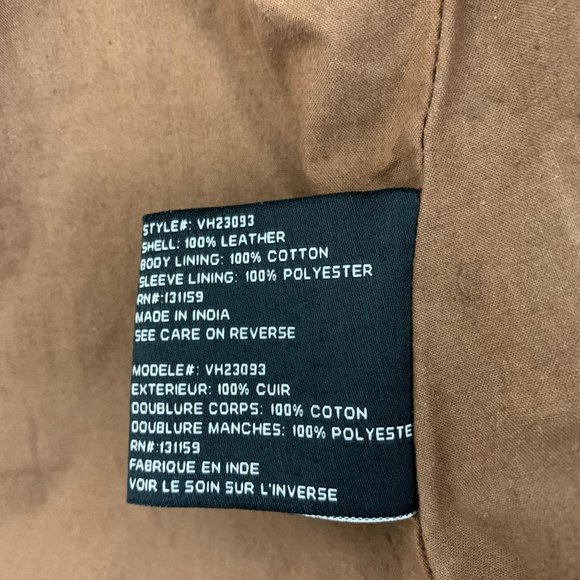 STYLE#: VH23093
SHELL: 100% LEATHER
BODY LINING: 100% COTTON
SLEEVE LINING: 100% POLYESTER
RN#:131159
MADE IN INDIA
SEE CARE ON REVERSE
MODELE#: VH23093
EXTERIEUR: 100% CUIR
DOUBLURE CORPS: 100% COTON
DOUBLURE MANCHES: 100% POLYESTE
RN#:131159
FABRIQUE EN INDE
VOIR LE SOIN SUR L'INVERSE